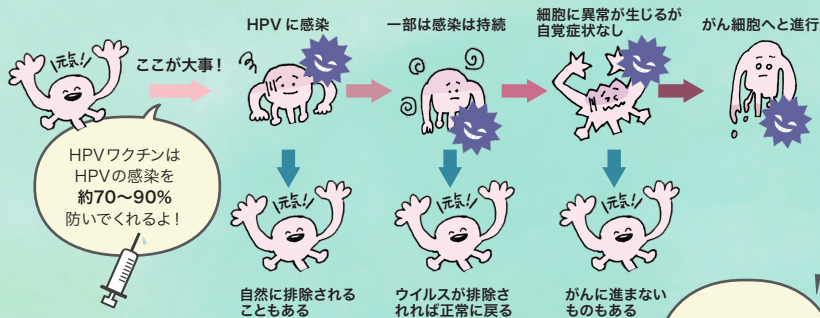 元気!!
ここが大事！
HPVに感染
一部は感染は持続
細胞に異常が生じるが
自覚症状なし
がん細胞へと進行
HPVワクチンは
HPVの感染を
約70〜90%
防いでくれるよ！
元気!!
元気!!
元気!!
自然に排除される
こともある
ウイルスが排除さ
れれば正常に戻る
がんに進まない
ものもある